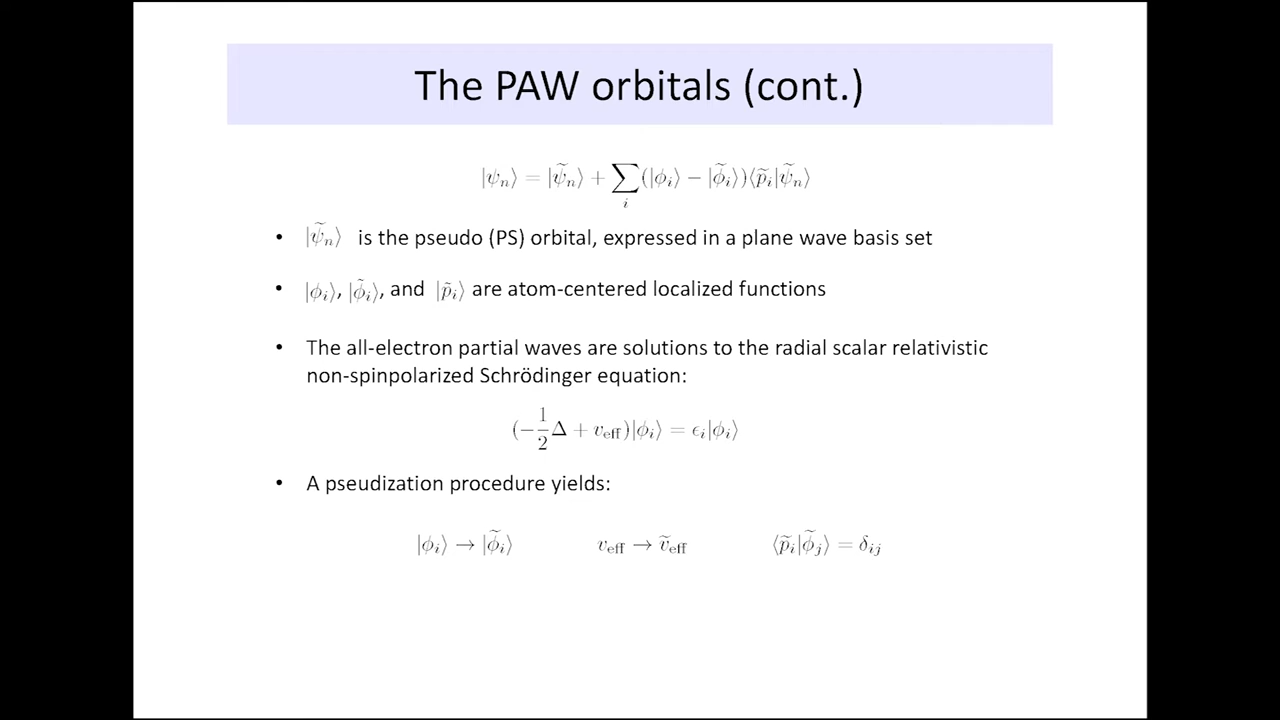 The PAW orbitals (cont.)
|ψ_n⟩ = |ψ̃_n⟩ + ∑_i (|ϕ_i⟩ − |ϕ̃_i⟩)⟨p̃_i|ψ̃_n⟩
• |ψ̃_n⟩ is the pseudo (PS) orbital, expressed in a plane wave basis set
• |ϕ_i⟩, |ϕ̃_i⟩, and |p̃_i⟩ are atom-centered localized functions
• The all-electron partial waves are solutions to the radial scalar relativistic
non-spinpolarized Schrödinger equation:
(−1/2 Δ + v_eff)|ϕ_i⟩ = ϵ_i|ϕ_i⟩
• A pseudization procedure yields:
|ϕ_i⟩ → |ϕ̃_i⟩ v_eff → ṽ_eff ⟨p̃_i|ϕ̃_j⟩ = δ_ij